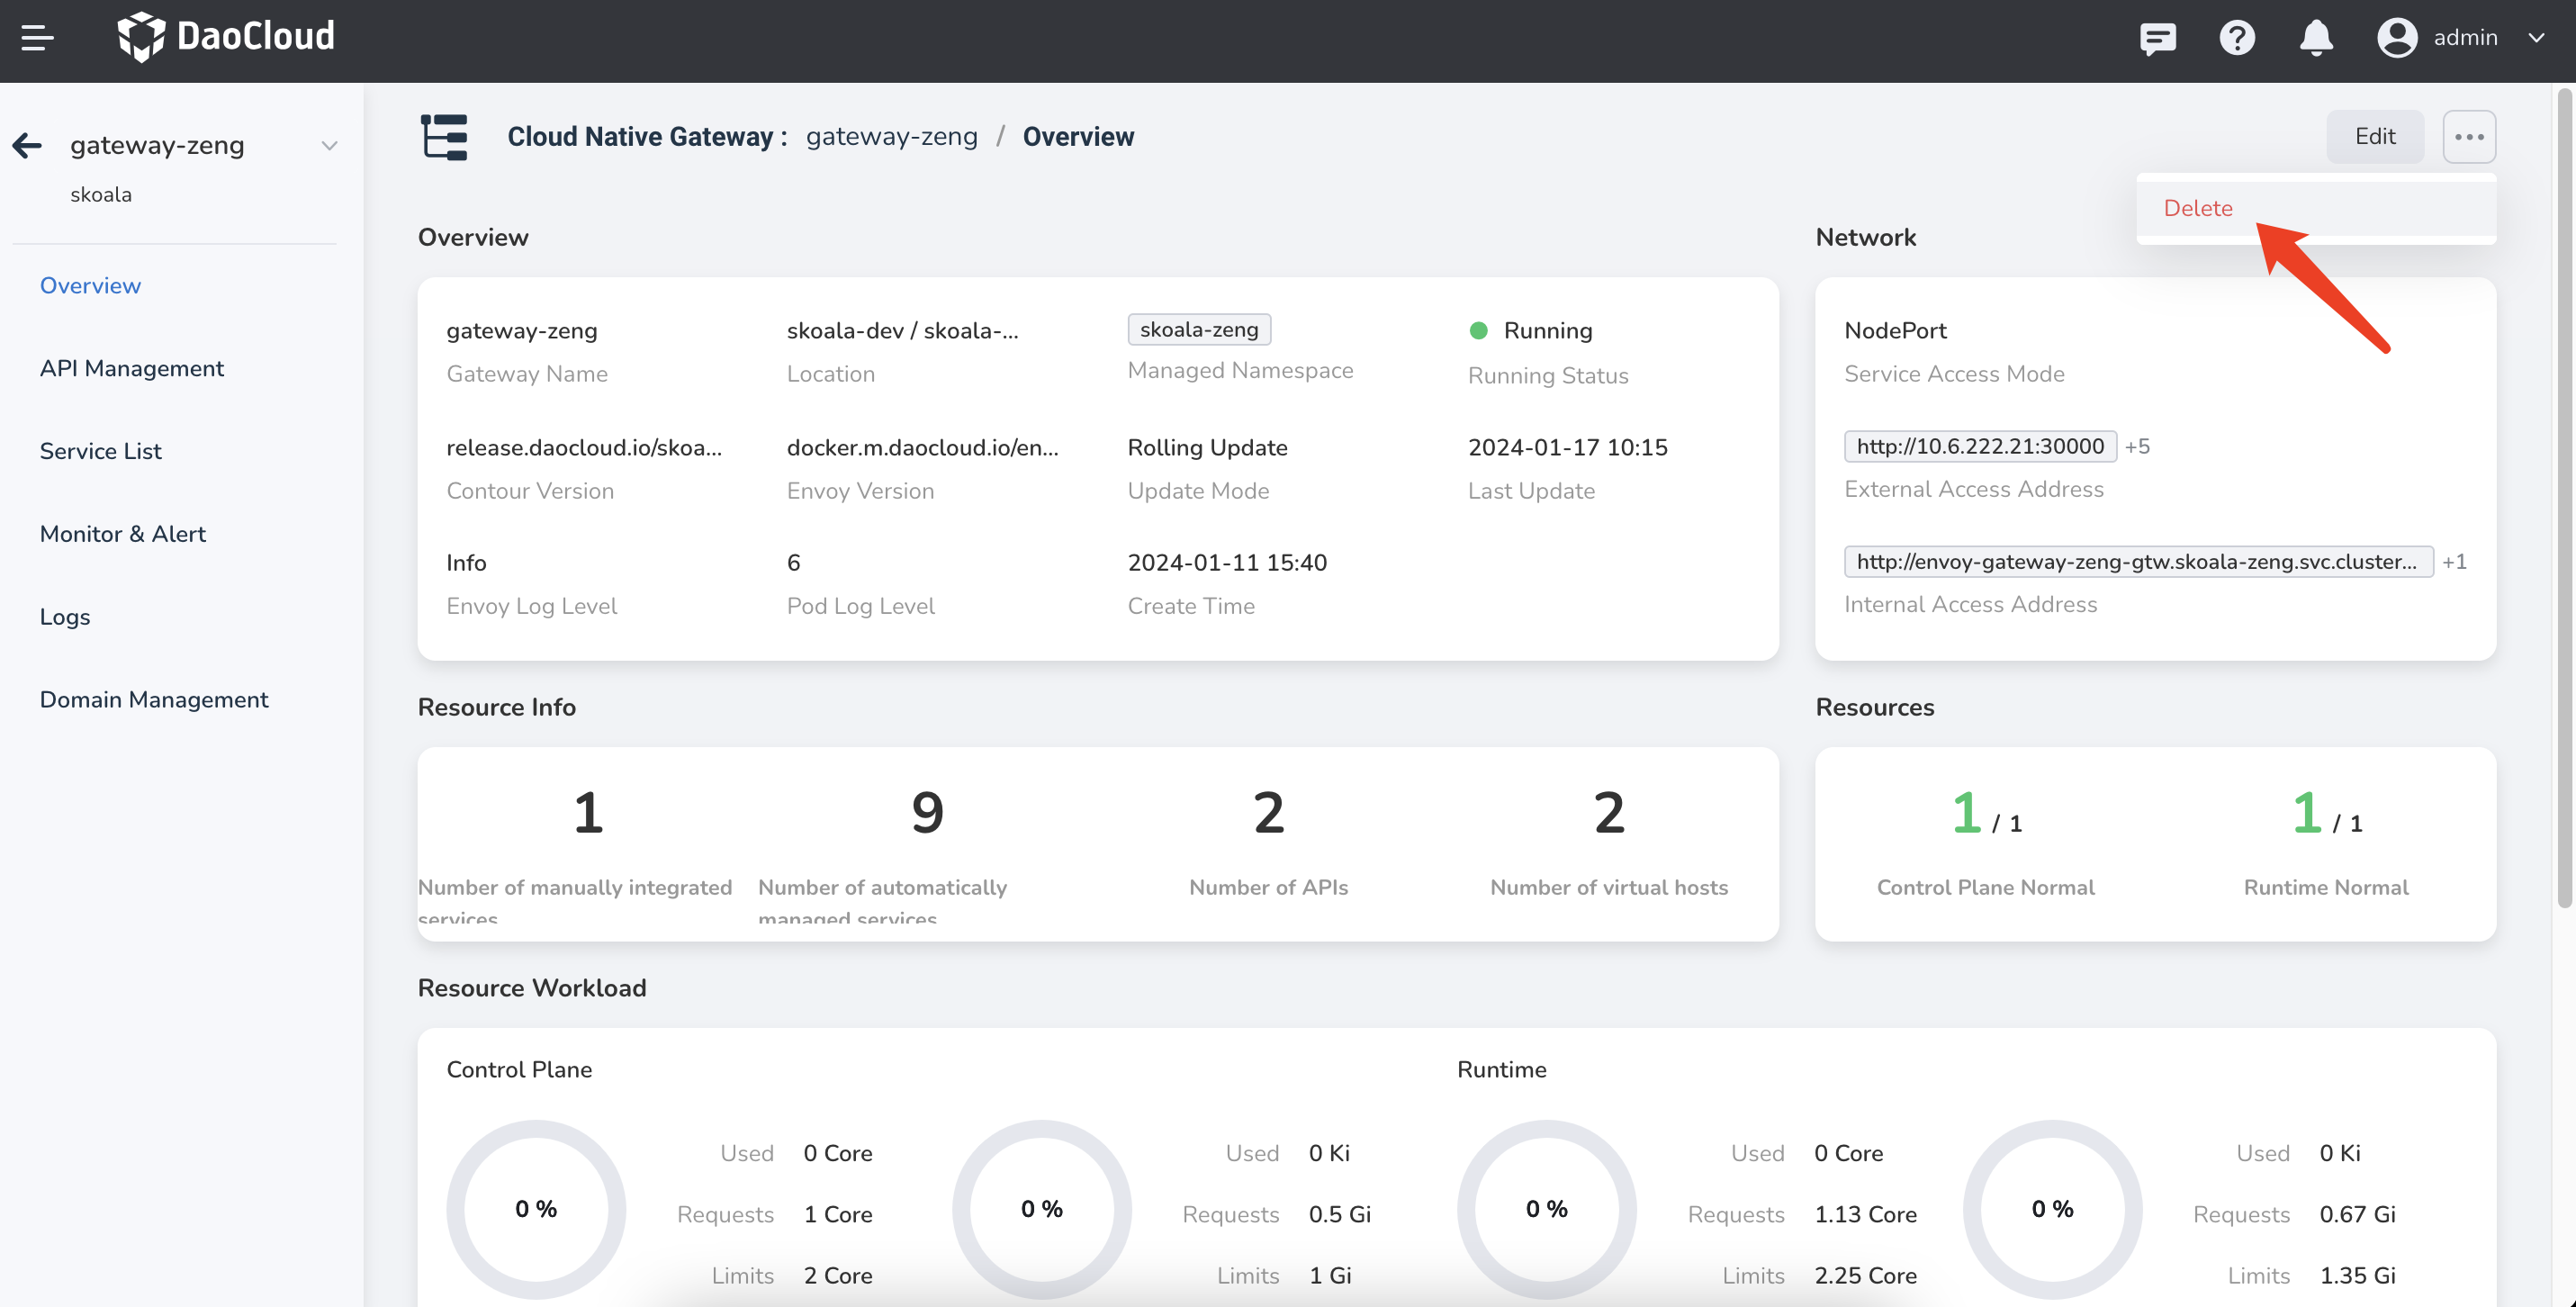 DaoCloud
admin
gateway-zeng
skoala
Overview
API Management
Service List
Monitor & Alert
Logs
Domain Management
Cloud Native Gateway : gateway-zeng / Overview
Edit
Delete
Overview
gateway-zeng
Gateway Name
skoala-dev / skoala-...
Location
skoala-zeng
Managed Namespace
Running
Running Status
release.daocloud.io/skoa...
Contour Version
docker.m.daocloud.io/en...
Envoy Version
Rolling Update
Update Mode
2024-01-17 10:15
Last Update
Info
Envoy Log Level
6
Pod Log Level
2024-01-11 15:40
Create Time
Network
NodePort
Service Access Mode
http://10.6.222.21:30000 +5
External Access Address
http://envoy-gateway-zeng-gtw.skoala-zeng.svc.cluster... +1
Internal Access Address
Resource Info
1
Number of manually integrated
services
9
Number of automatically
managed services
2
Number of APIs
2
Number of virtual hosts
Resources
1 / 1
Control Plane Normal
1 / 1
Runtime Normal
Resource Workload
Control Plane
0 %
Used 0 Core
Requests 1 Core
Limits 2 Core
0 %
Used 0 Ki
Requests 0.5 Gi
Limits 1 Gi
Runtime
0 %
Used 0 Core
Requests 1.13 Core
Limits 2.25 Core
0 %
Used 0 Ki
Requests 0.67 Gi
Limits 1.35 Gi